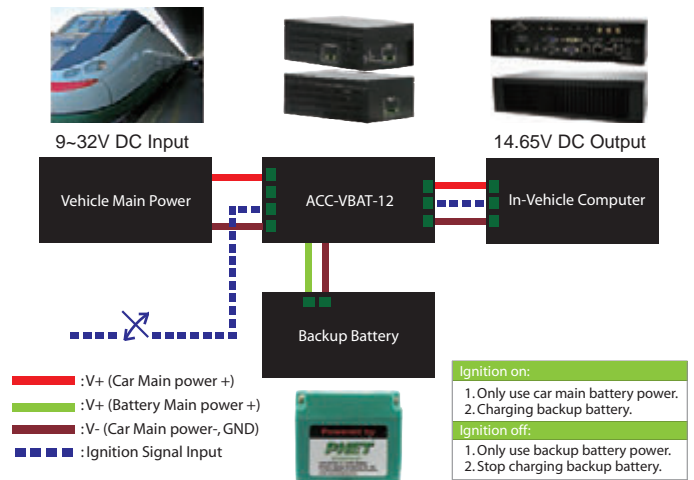 9~32V DC Input
14.65V DC Output
Vehicle Main Power
ACC-VBAT-12
In-Vehicle Computer
Backup Battery
:V+ (Car Main power +)
:V+ (Battery Main power +)
:V- (Car Main power-, GND)
:Ignition Signal Input
Powered by
PHET
Ignition on:
1.Only use car main battery power.
2.Charging backup battery.
Ignition off:
1.Only use backup battery power.
2.Stop charging backup battery.